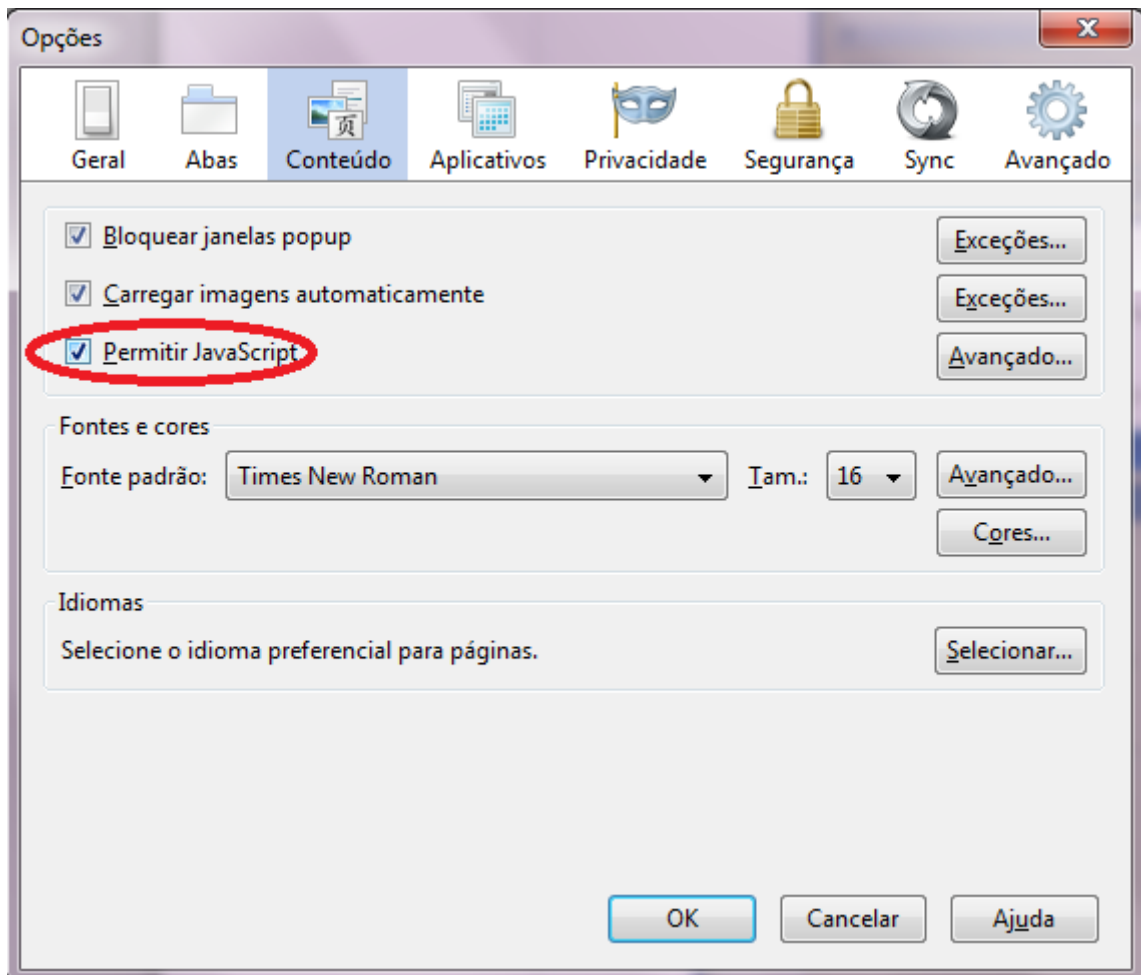 Opções
Geral Abas Conteúdo Aplicativos Privacidade Segurança Sync Avançado
Bloquear janelas popup Exceções...
Carregar imagens automaticamente Exceções...
Permitir JavaScript Avançado...
Fontes e cores
Fonte padrão: Times New Roman Tam.: 16 Avançado...
Cores...
Idiomas
Selecione o idioma preferencial para páginas. Selecionar...
OK Cancelar Ajuda